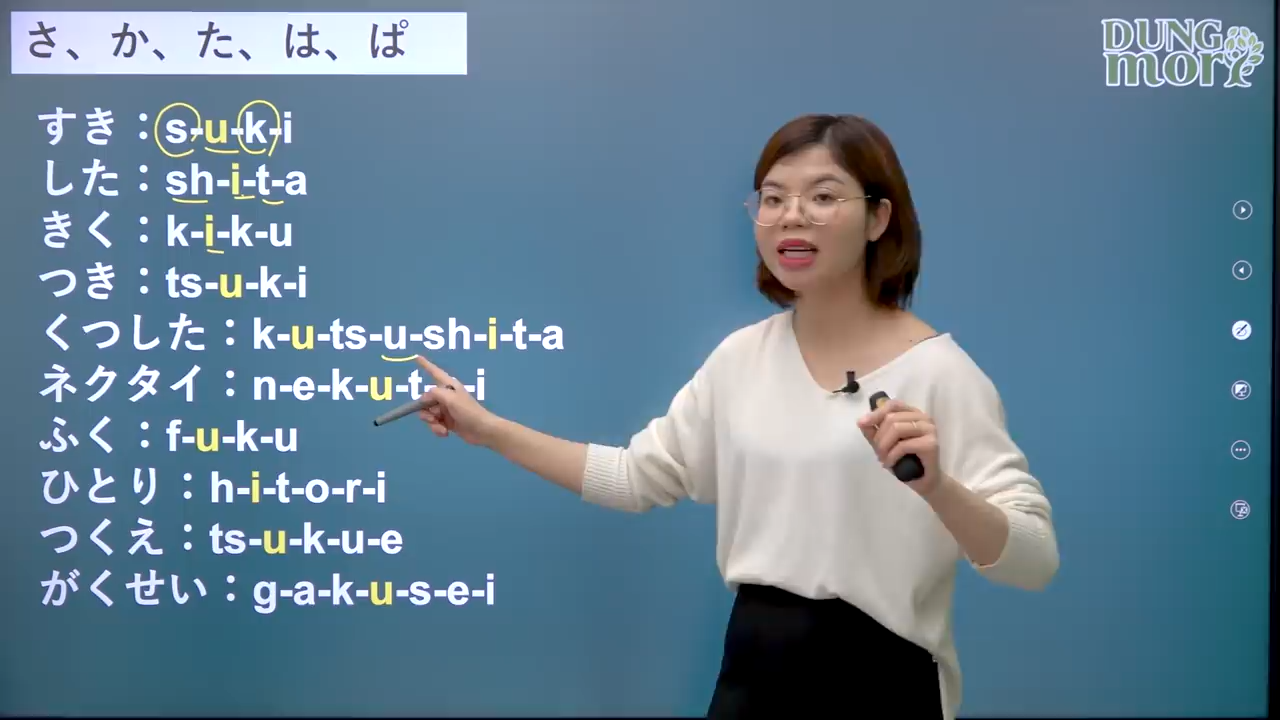 さ、か、た、は、ぱ
DUNG
mori
すき：s-u-k-i
した：sh-i-t-a
きく：k-i-k-u
つき：ts-u-k-i
くつした：k-u-ts-u-sh-i-t-a
ネクタイ：n-e-k-u-t-a-i
ふく：f-u-k-u
ひとり：h-i-t-o-r-i
つくえ：ts-u-k-u-e
がくせい：g-a-k-u-s-e-i